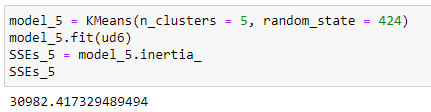 model_5 = KMeans(n_clusters = 5, random_state = 424)
model_5.fit(ud6)
SSEs_5 = model_5.inertia_
SSEs_5
30982.417329489494